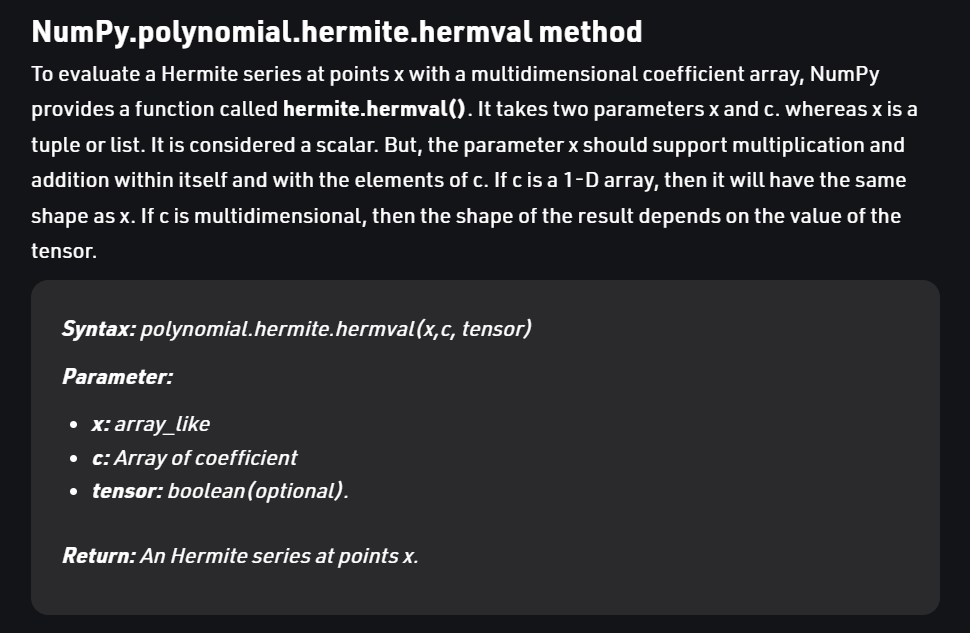 NumPy.polynomial.hermite.hermval method
To evaluate a Hermite series at points x with a multidimensional coefficient array, NumPy
provides a function called hermite.hermval(). It takes two parameters x and c. whereas x is a
tuple or list. It is considered a scalar. But, the parameter x should support multiplication and
addition within itself and with the elements of c. If c is a 1-D array, then it will have the same
shape as x. If c is multidimensional, then the shape of the result depends on the value of the
tensor.
Syntax: polynomial.hermite.hermval(x,c, tensor)
Parameter:
• x: array_like
• c: Array of coefficient
• tensor: boolean(optional).
Return: An Hermite series at points x.